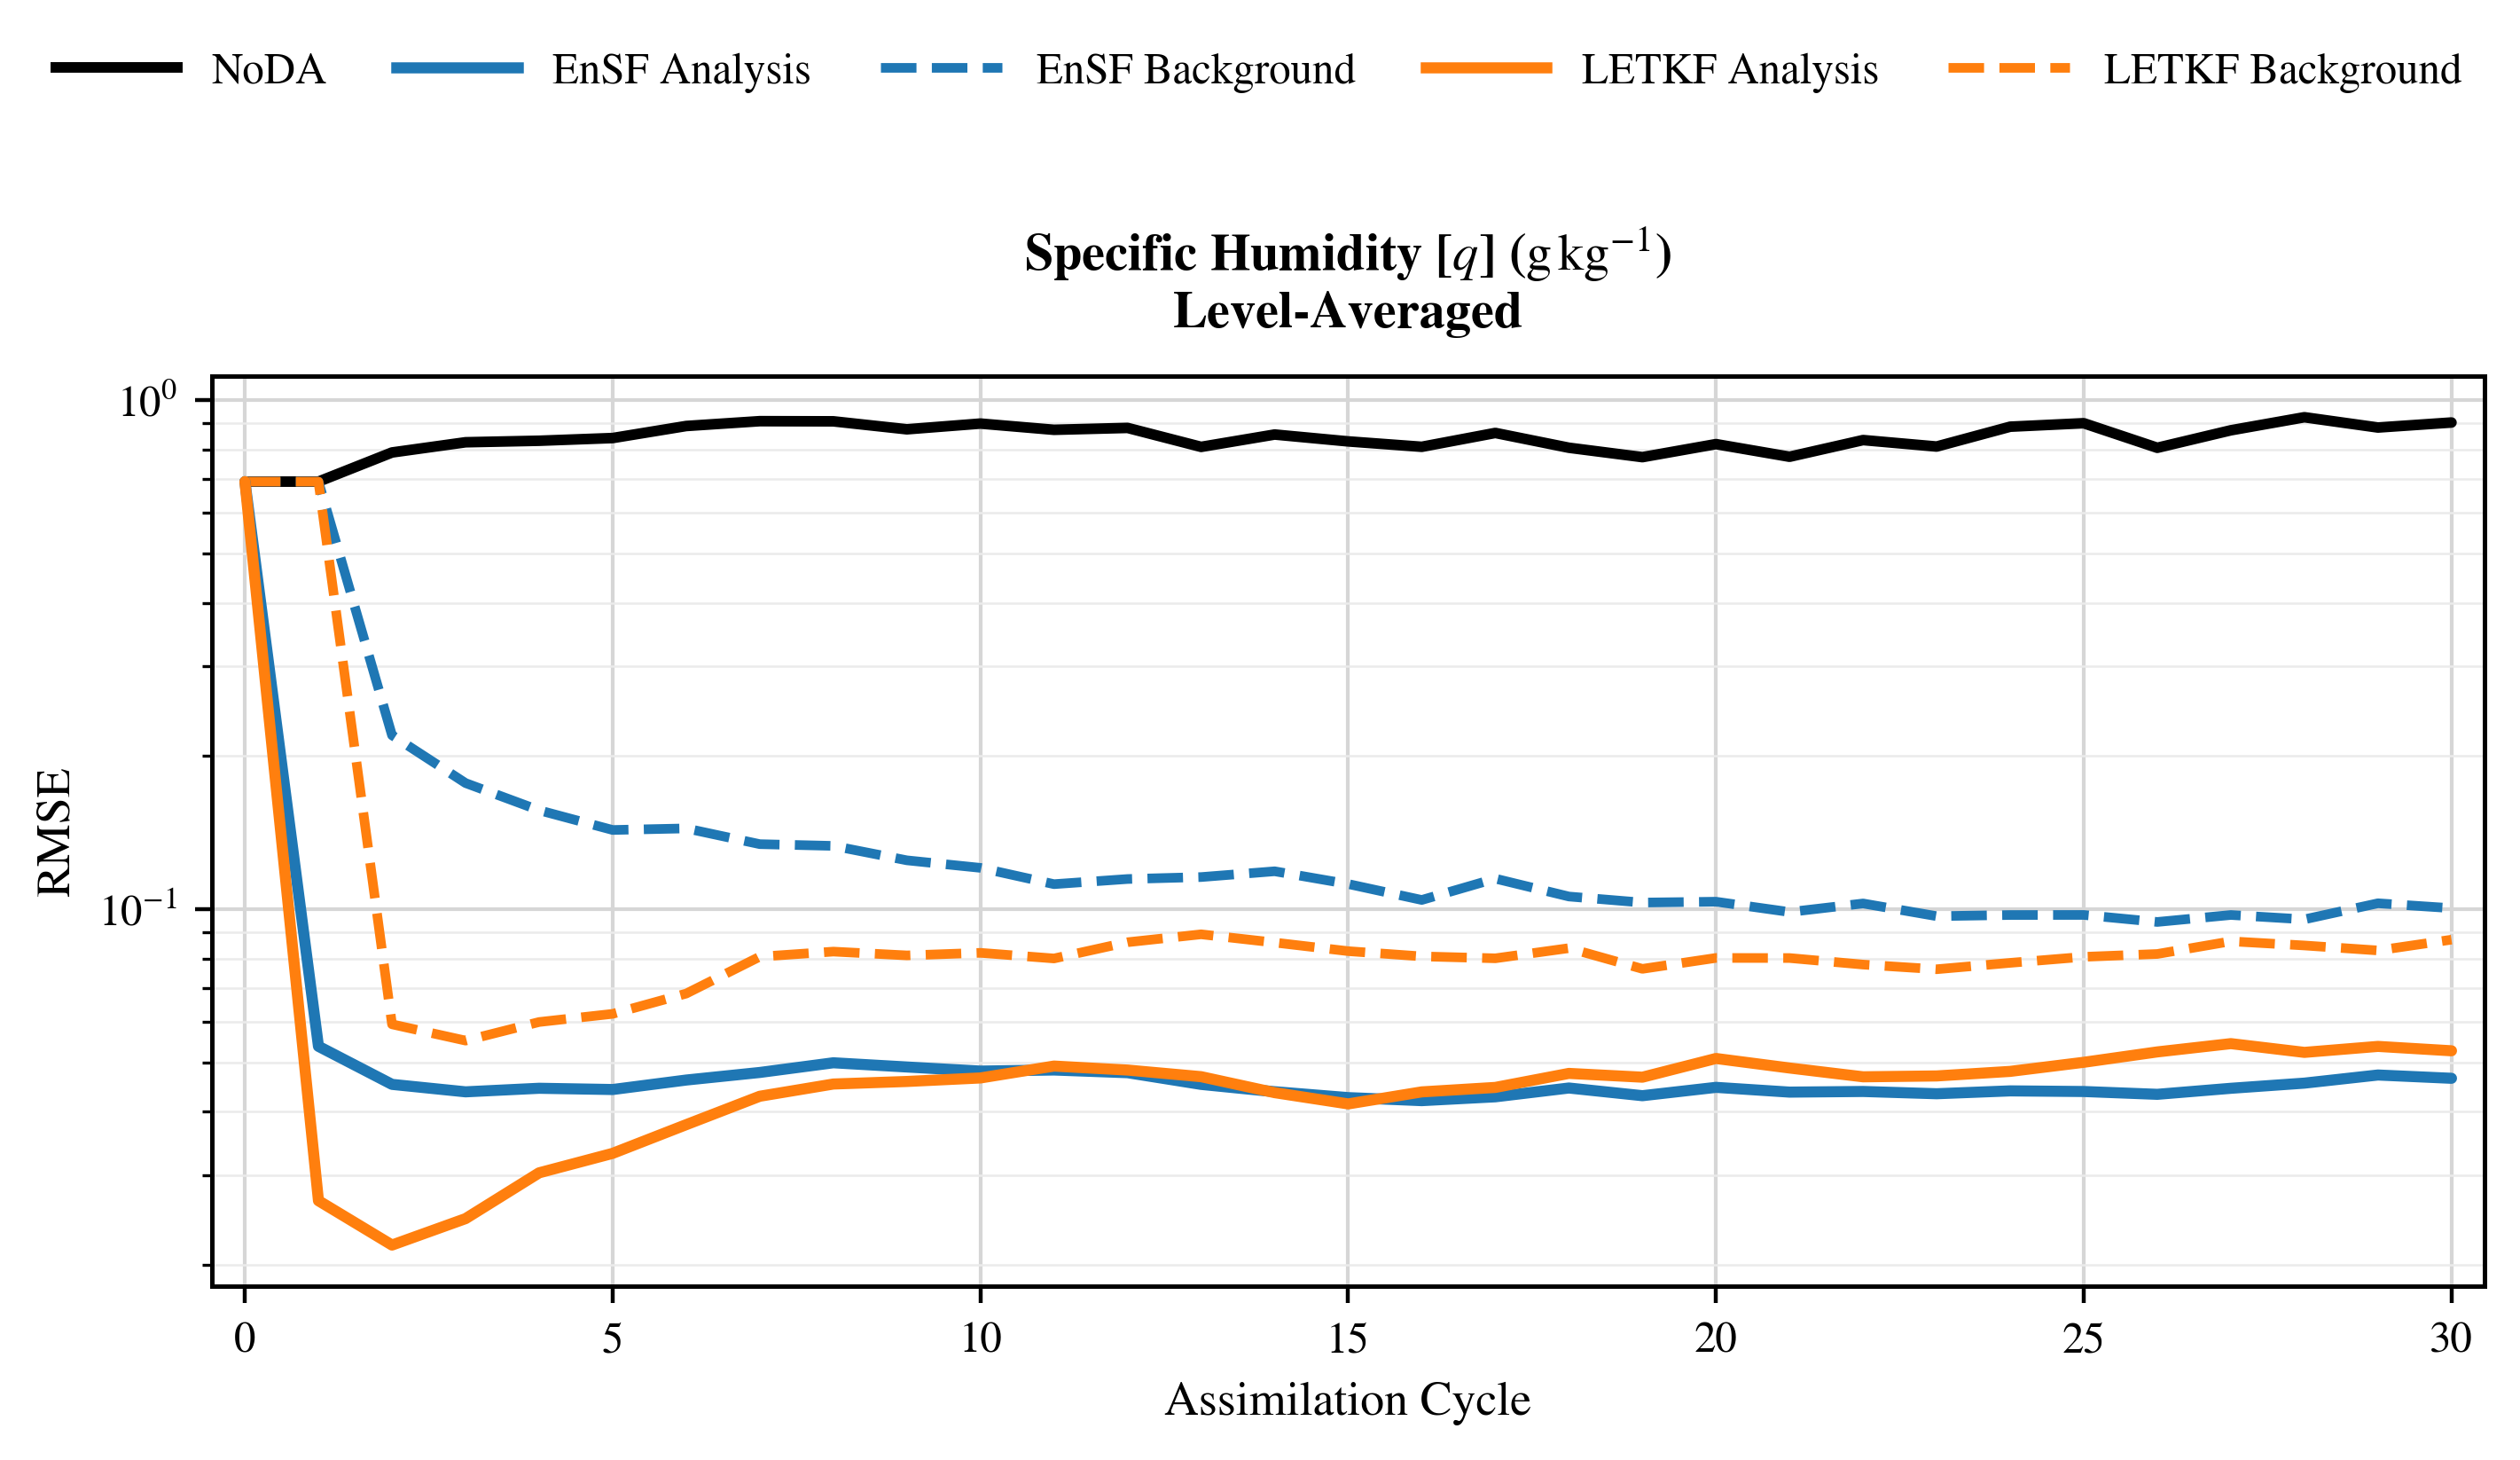 NoDA EnSF Analysis EnSF Background LETKF Analysis LETKF Background
Specific Humidity [q] (g kg⁻¹)
Level-Averaged
10⁰
10⁻¹
RMSE
0 5 10 15 20 25 30
Assimilation Cycle